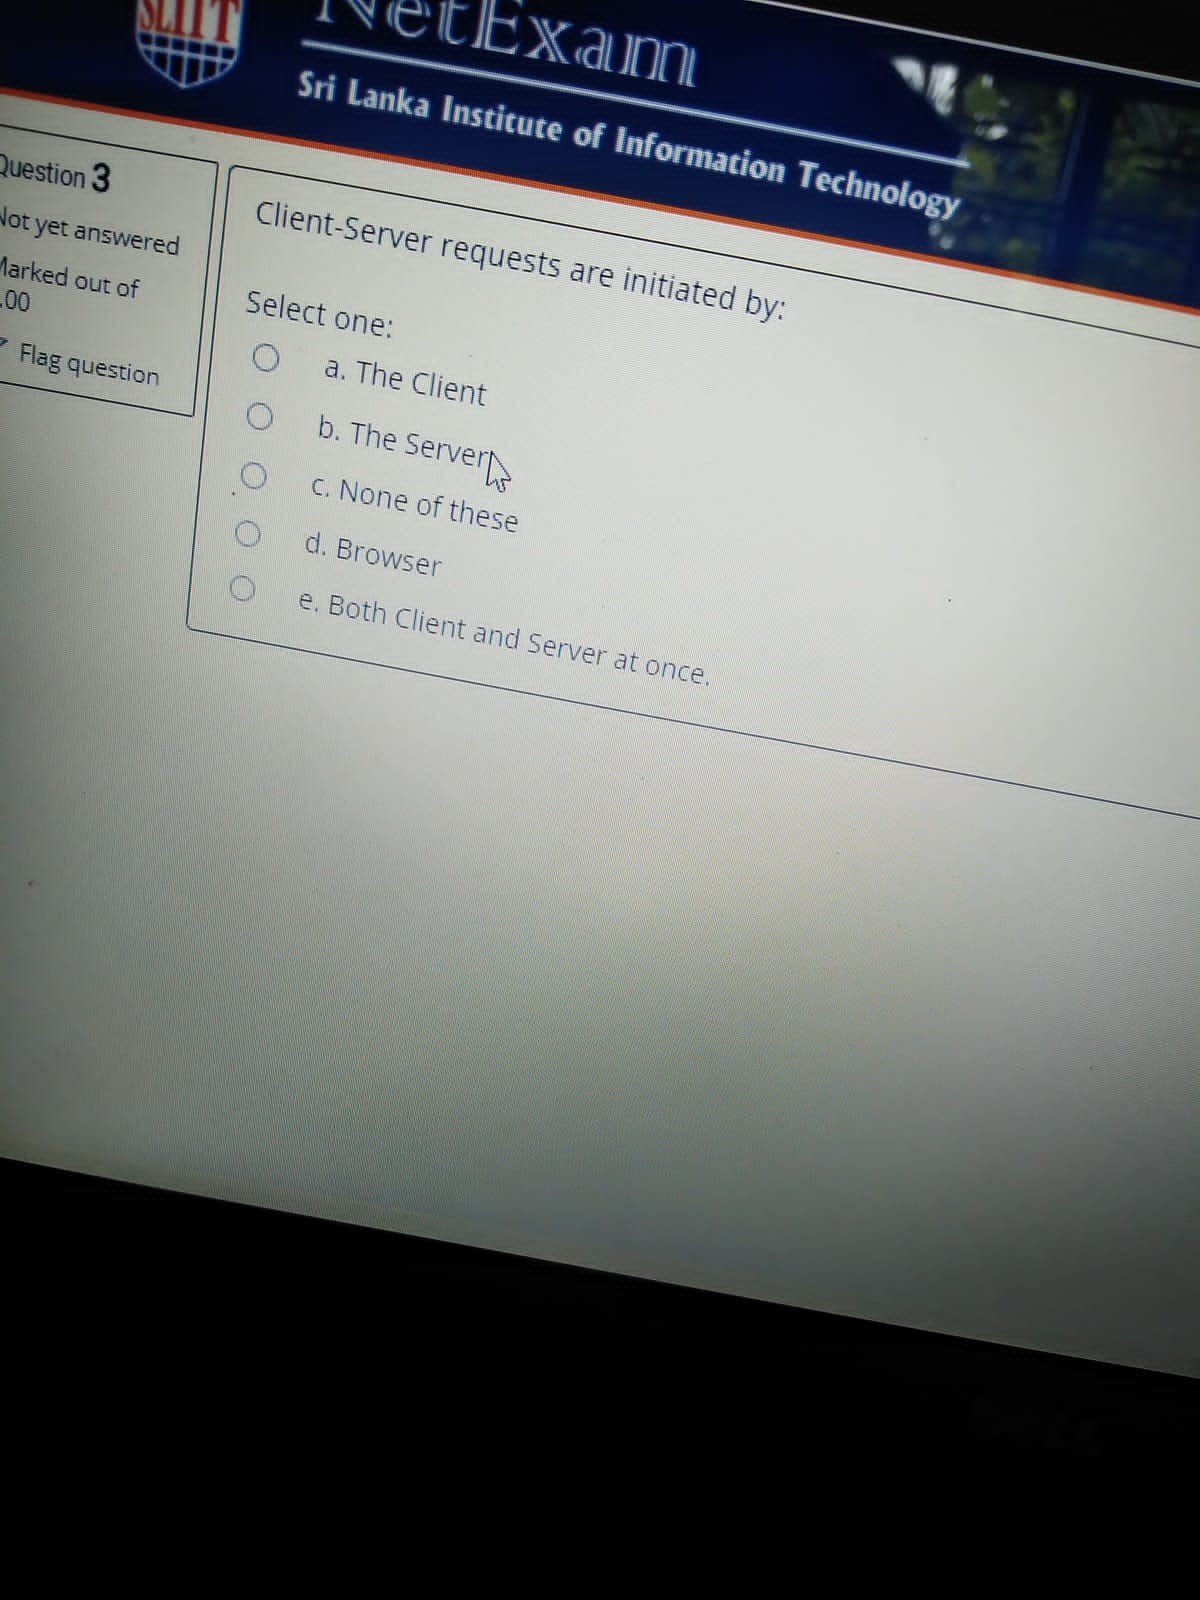 SLIIT
NetExam
Sri Lanka Institute of Information Technology
Question 3
Not yet answered
Marked out of
.00
Flag question
Client-Server requests are initiated by:
Select one:
a. The Client
b. The Server
c. None of these
d. Browser
e. Both Client and Server at once.